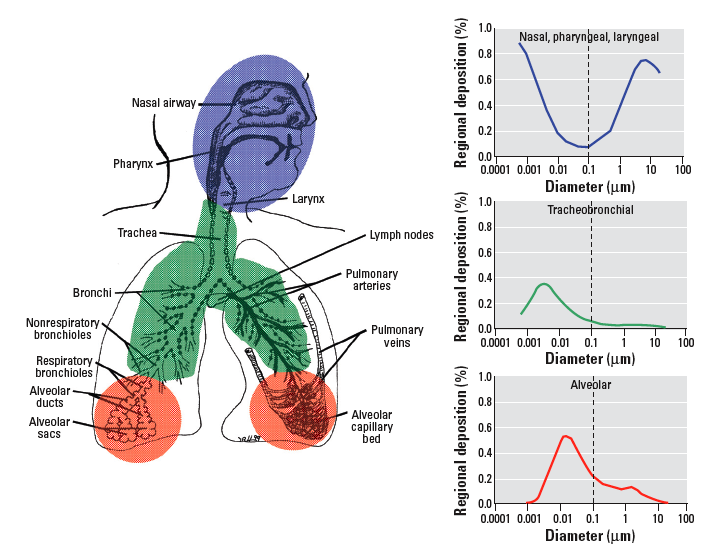 Nasal airway
Pharynx
Larynx
Trachea
Lymph nodes
Pulmonary
arteries
Bronchi
Nonrespiratory
bronchioles
Pulmonary
veins
Respiratory
bronchioles
Alveolar
ducts
Alveolar
sacs
Alveolar
capillary
bed
Regional deposition (%)
1.0
0.8
0.6
0.4
0.2
0.0
Nasal, pharyngeal, laryngeal
0.0001 0.001 0.01 0.1 1 10 100
Diameter (μm)
Regional deposition (%)
1.0
0.8
0.6
0.4
0.2
0.0
Tracheobronchial
0.0001 0.001 0.01 0.1 1 10 100
Diameter (μm)
Regional deposition (%)
1.0
0.8
0.6
0.4
0.2
0.0
Alveolar
0.0001 0.001 0.01 0.1 1 10 100
Diameter (μm)